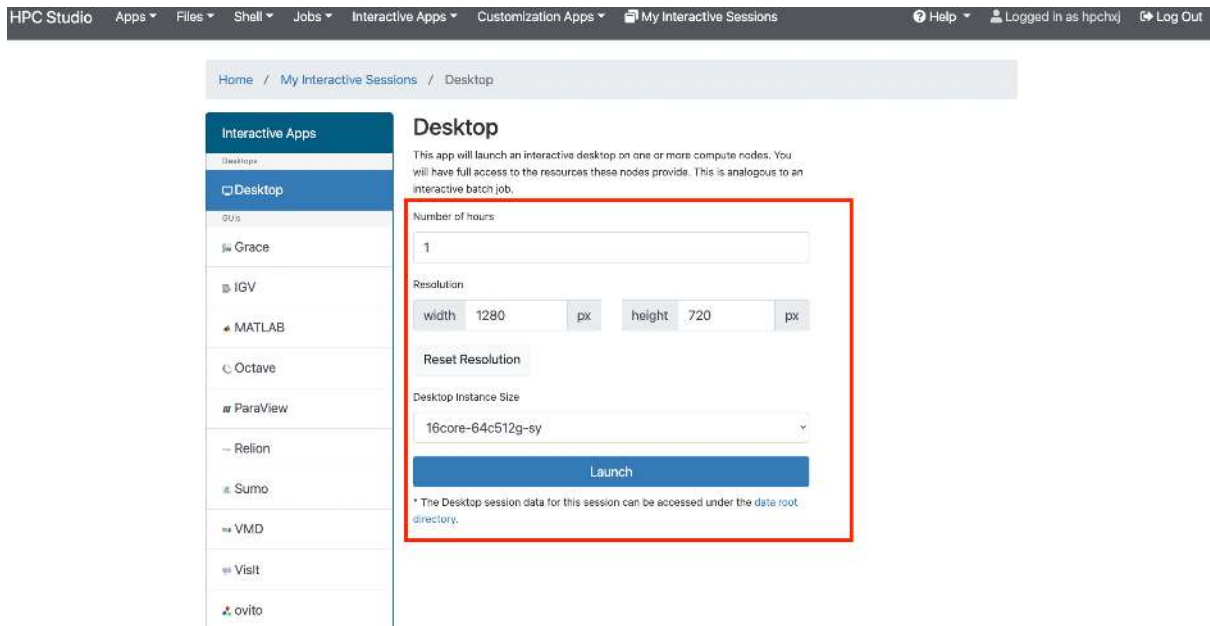 HPC Studio Apps Files Shell Jobs Interactive Apps Customization Apps My Interactive Sessions Help Logged in as hpchxj Log Out
Home / My Interactive Sessions / Desktop
Interactive Apps
Desktops
Desktop
GUIs
Grace
IGV
MATLAB
Octave
ParaView
Relion
Sumo
VMD
VisIt
ovito
Desktop
This app will launch an interactive desktop on one or more compute nodes. You
will have full access to the resources these nodes provide. This is analogous to an
interactive batch job.
Number of hours
1
Resolution
width 1280 px height 720 px
Reset Resolution
Desktop Instance Size
16core-64c512g-sy
Launch
* The Desktop session data for this session can be accessed under the data root
directory.